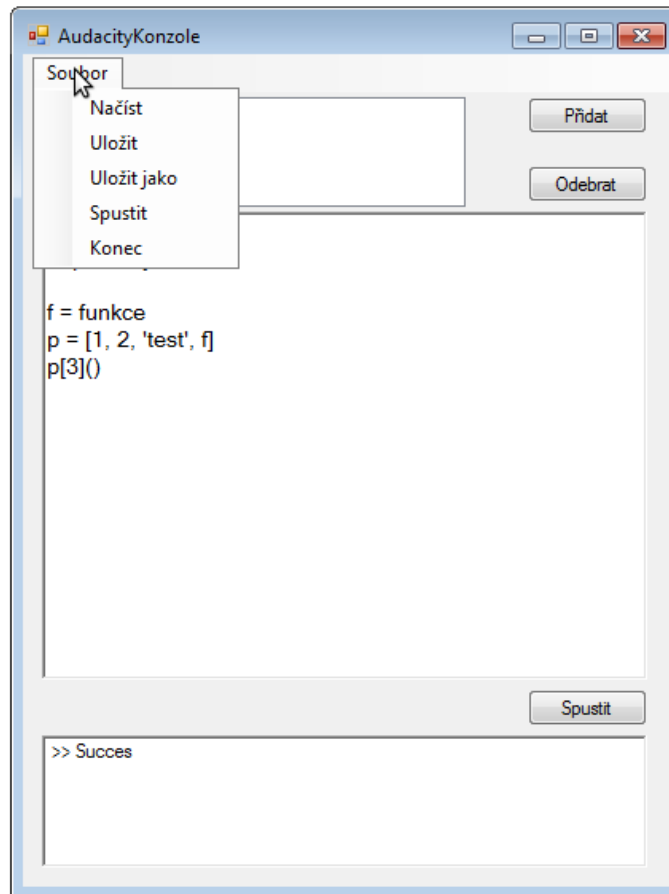 AudacityKonzole
Soubor
Načíst
Uložit
Uložit jako
Spustit
Konec
Přidat
Odebrat
f = funkce
p = [1, 2, 'test', f]
p[3]()
Spustit
>> Succes